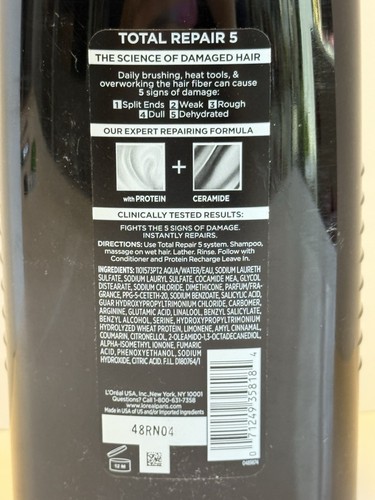 TOTAL REPAIR 5
THE SCIENCE OF DAMAGED HAIR
Daily brushing, heat tools, &
overworking the hair fiber can cause
5 signs of damage:
1 Split Ends 2 Weak 3 Rough
4 Dull 5 Dehydrated
OUR EXPERT REPAIRING FORMULA
+
with PROTEIN CERAMIDE
CLINICALLY TESTED RESULTS:
FIGHTS THE 5 SIGNS OF DAMAGE.
INSTANTLY REPAIRS.
DIRECTIONS: Use Total Repair 5 system. Shampoo,
massage on wet hair. Lather. Rinse. Follow with
Conditioner and Protein Recharge Leave In.
INGREDIENTS: 1101573PT2 AQUA/WATER/EAU, SODIUM LAURETH
SULFATE, SODIUM LAURYL SULFATE, COCAMIDE MEA, GLYCOL
DISTEARATE, SODIUM CHLORIDE, DIMETHICONE, PARFUM/FRA-
GRANCE, PPG-5-CETETH-20, SODIUM BENZOATE, SALICYLIC ACID,
GUAR HYDROXYPROPYLTRIMONIUM CHLORIDE, CARBOMER,
ARGININE, GLUTAMIC ACID, LINALOOL, BENZYL SALICYLATE,
BENZYL ALCOHOL, SERINE, HYDROXYPROPYLTRIMONIUM
HYDROLYZED WHEAT PROTEIN, LIMONENE, AMYL CINNAMAL,
COUMARIN, CITRONELLOL, 2-OLEAMIDO-1,3-OCTADECANEDIOL,
ALPHA-ISOMETHYL IONONE, FUMARIC
ACID, PHENOXYETHANOL, SODIUM
HYDROXIDE, CITRIC ACID. F.I.L. D180764/1
L'Oréal USA, Inc., New York, NY 10001
Questions? Call 1-800-631-7358
www.lorealparis.com
Made in USA of US and/or Imported Ingredients
48RN04
12 M
0 71249 35818 4